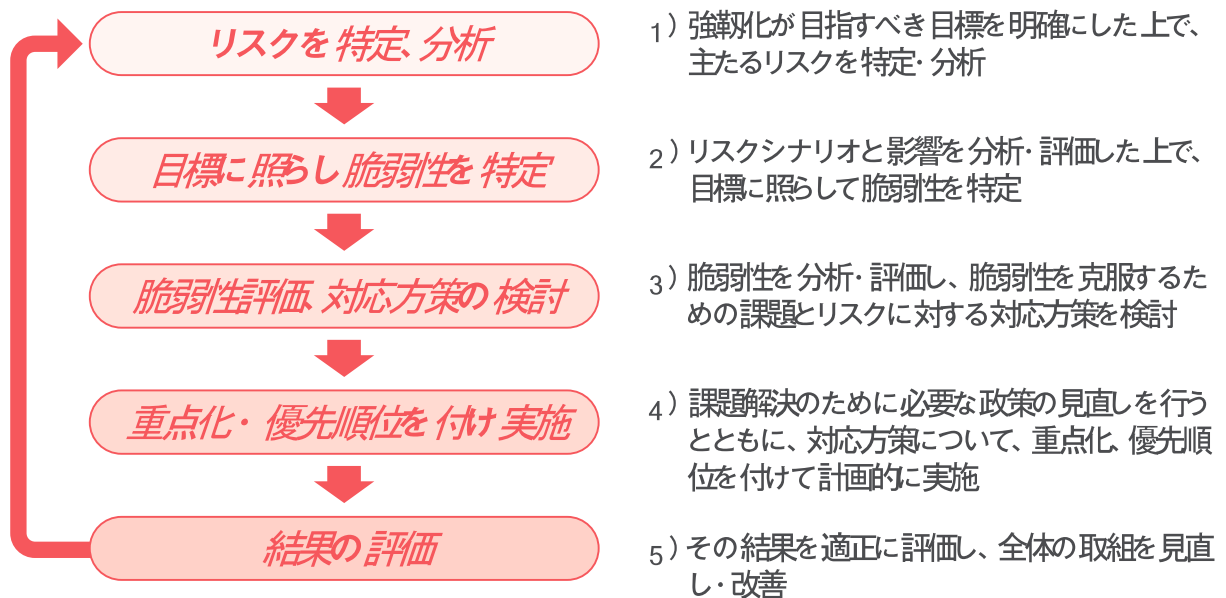 リスクを特定、分析
1）強靱化が目指すべき目標を明確にした上で、
主たるリスクを特定・分析
目標に照らし脆弱性を特定
2）リスクシナリオと影響を分析・評価した上で、
目標に照らして脆弱性を特定
脆弱性評価、対応方策の検討
3）脆弱性を分析・評価し、脆弱性を克服するた
めの課題とリスクに対する対応方策を検討
重点化・優先順位を付け実施
4）課題解決のために必要な政策の見直しを行う
とともに、対応方策について、重点化、優先順
位を付けて計画的に実施
結果の評価
5）その結果を適正に評価し、全体の取組を見直
し・改善